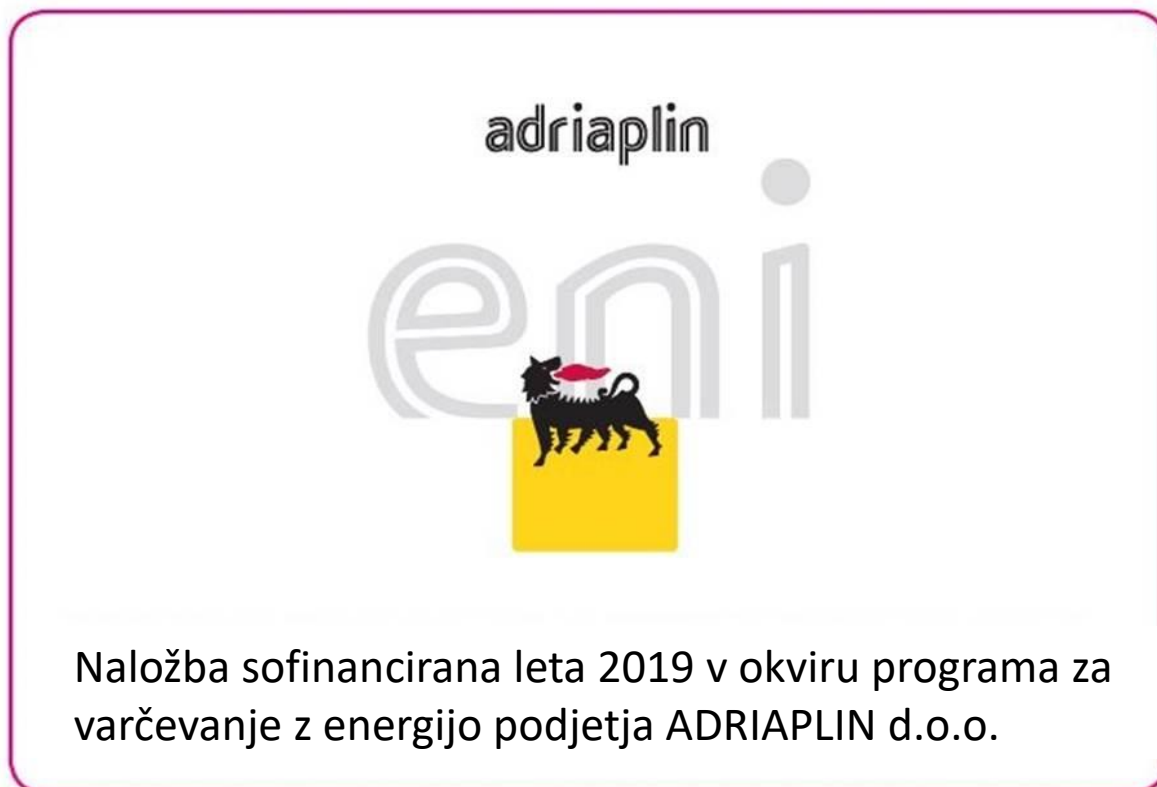 adriaplin
eni
Naložba sofinancirana leta 2019 v okviru programa za
varčevanje z energijo podjetja ADRIAPLIN d.o.o.